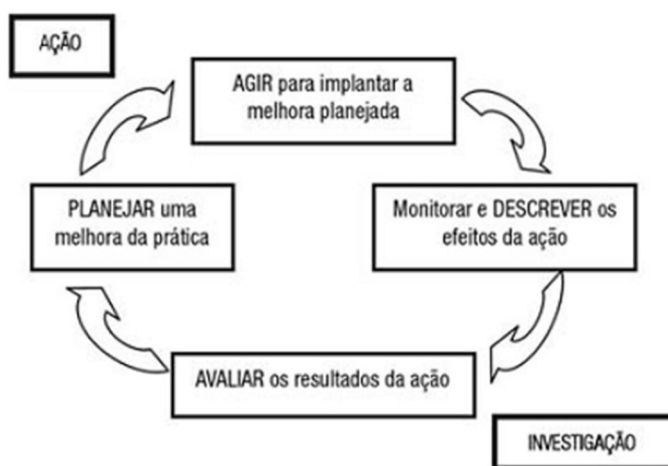 AÇÃO
AGIR para implantar a
melhora planejada
PLANEJAR uma
melhora da prática
Monitorar e DESCREVER os
efeitos da ação
AVALIAR os resultados da ação
INVESTIGAÇÃO